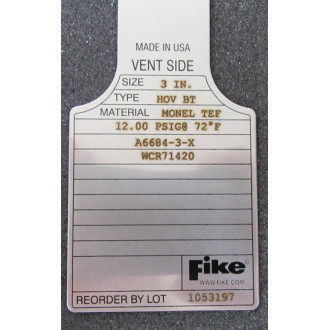 MADE IN USA
VENT SIDE
SIZE 3 IN.
TYPE HOV BT
MATERIAL MONEL TEF
12.00 PSIG@ 72°F
A6684-3-X
WCR71420
Fike
WWW.FIKE.COM
REORDER BY LOT 1053197